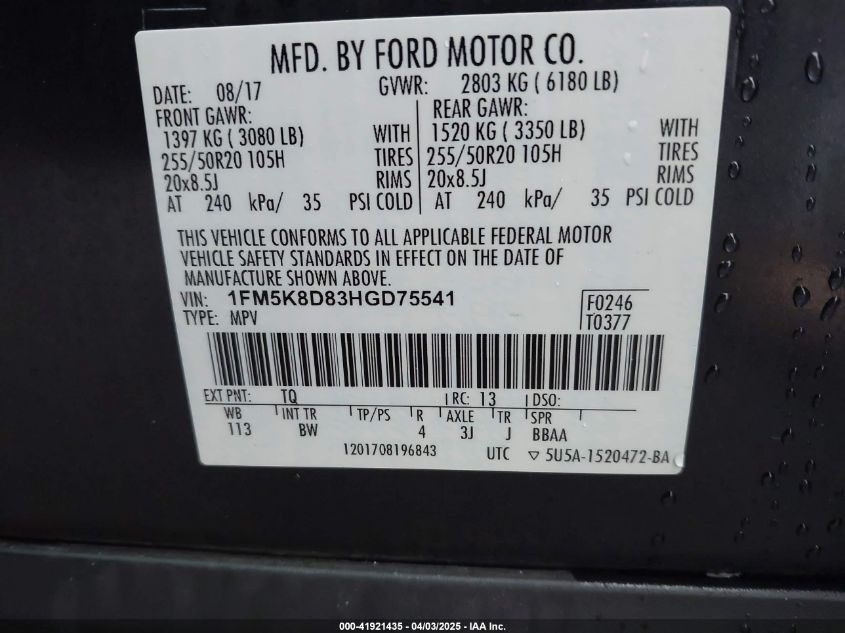 MFD. BY FORD MOTOR CO.
DATE: 08/17 GVWR: 2803 KG ( 6180 LB)
FRONT GAWR: REAR GAWR:
1397 KG ( 3080 LB) WITH 1520 KG ( 3350 LB) WITH
255/50R20 105H TIRES 255/50R20 105H TIRES
20x8.5J RIMS 20x8.5J RIMS
AT 240 kPa/ 35 PSI COLD AT 240 kPa/ 35 PSI COLD
THIS VEHICLE CONFORMS TO ALL APPLICABLE FEDERAL MOTOR
VEHICLE SAFETY STANDARDS IN EFFECT ON THE DATE OF
MANUFACTURE SHOWN ABOVE.
VIN: 1FM5K8D83HGD75541 F0246
TYPE: MPV T0377
EXT PNT: TQ RC: 13 DSO:
WB INT TR TP/PS R AXLE TR SPR
113 BW 4 3J J BBAA
1201708196843 UTC ▽ 5U5A-1520472-BA
000-41921435 - 04/03/2025 - IAA Inc.